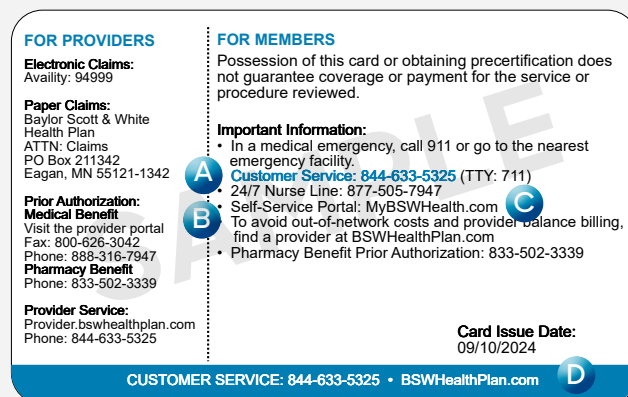 FOR PROVIDERS
Electronic Claims:
Availity: 94999
Paper Claims:
Baylor Scott & White
Health Plan
ATTN: Claims
PO Box 211342
Eagan, MN 55121-1342
Prior Authorization:
Medical Benefit
Visit the provider portal
Fax: 800-626-3042
Phone: 888-316-7947
Pharmacy Benefit
Phone: 833-502-3339
Provider Service:
Provider.bswhealthplan.com
Phone: 844-633-5325
FOR MEMBERS
Possession of this card or obtaining precertification does
not guarantee coverage or payment for the service or
procedure reviewed.
Important Information:
• In a medical emergency, call 911 or go to the nearest
emergency facility.
A
Customer Service: 844-633-5325 (TTY: 711)
• 24/7 Nurse Line: 877-505-7947
B
• Self-Service Portal: MyBSWHealth.com
C
To avoid out-of-network costs and provider balance billing,
find a provider at BSWHealthPlan.com
• Pharmacy Benefit Prior Authorization: 833-502-3339
SAMPLE
Card Issue Date:
09/10/2024
CUSTOMER SERVICE: 844-633-5325 • BSWHealthPlan.com
D